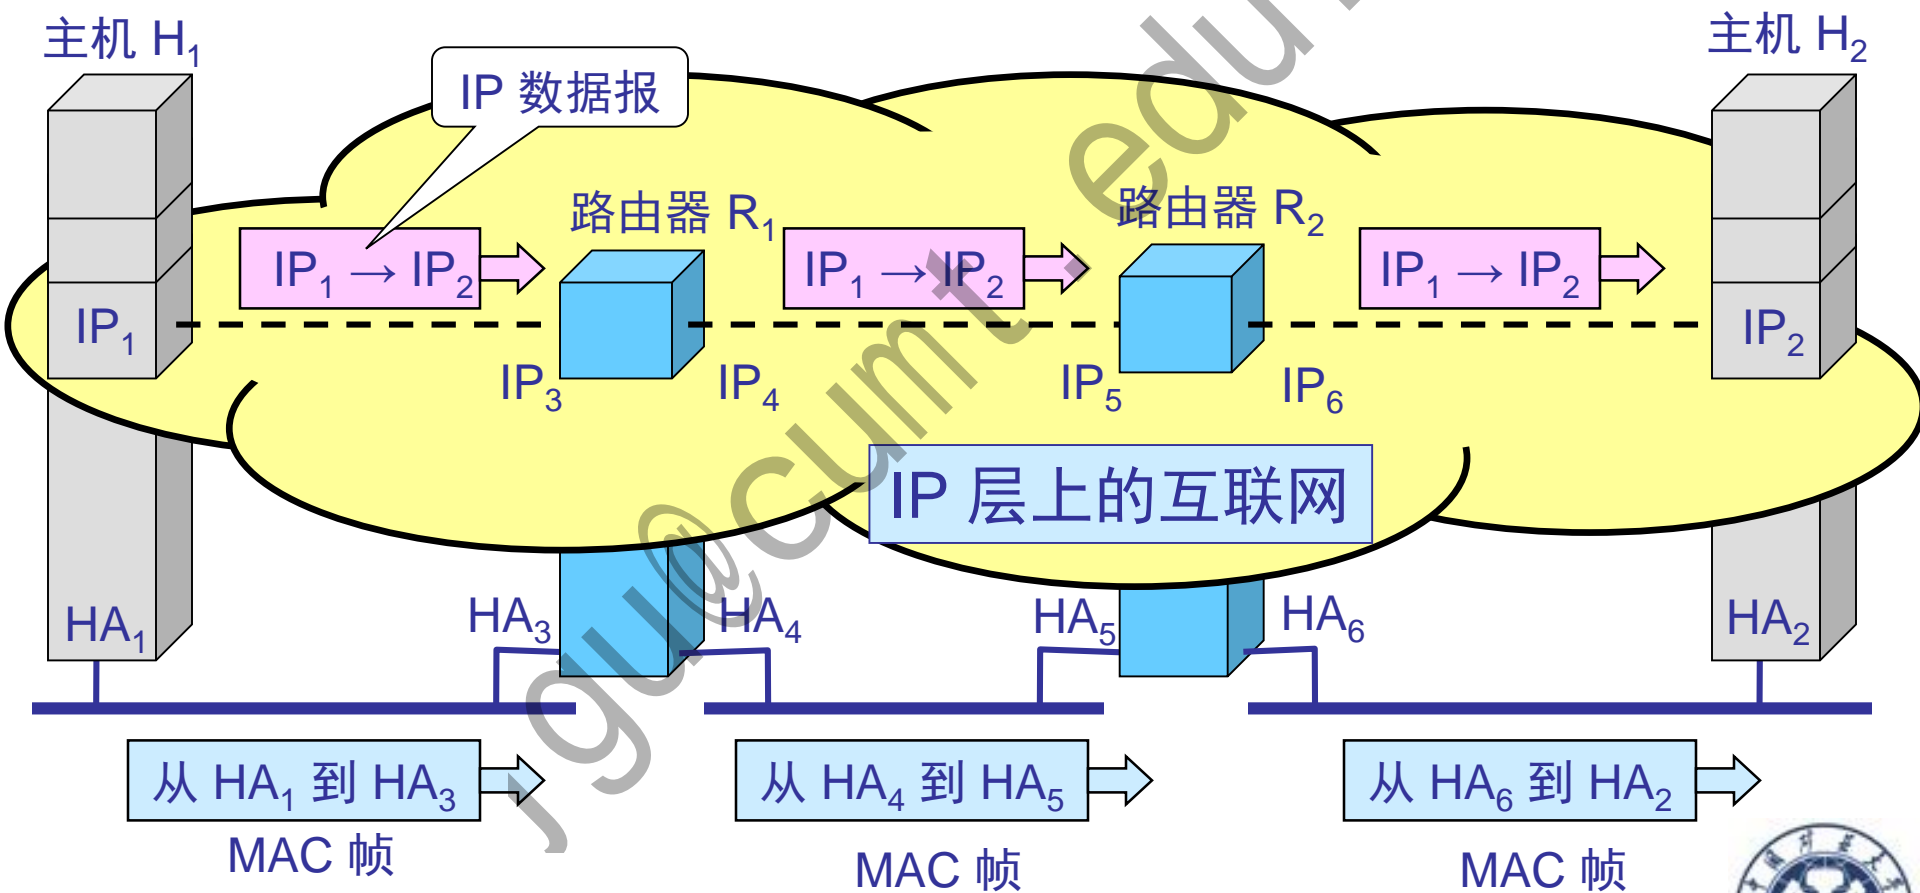 主机 H₁
主机 H₂
IP 数据报
路由器 R₁
路由器 R₂
IP₁ → IP₂
IP₁ → IP₂
IP₁ → IP₂
IP₁
IP₂
IP₃
IP₄
IP₅
IP₆
IP 层上的互联网
HA₁
HA₃
HA₄
HA₅
HA₆
HA₂
从 HA₁ 到 HA₃
从 HA₄ 到 HA₅
从 HA₆ 到 HA₂
MAC 帧
MAC 帧
MAC 帧
gu@cumt.edu